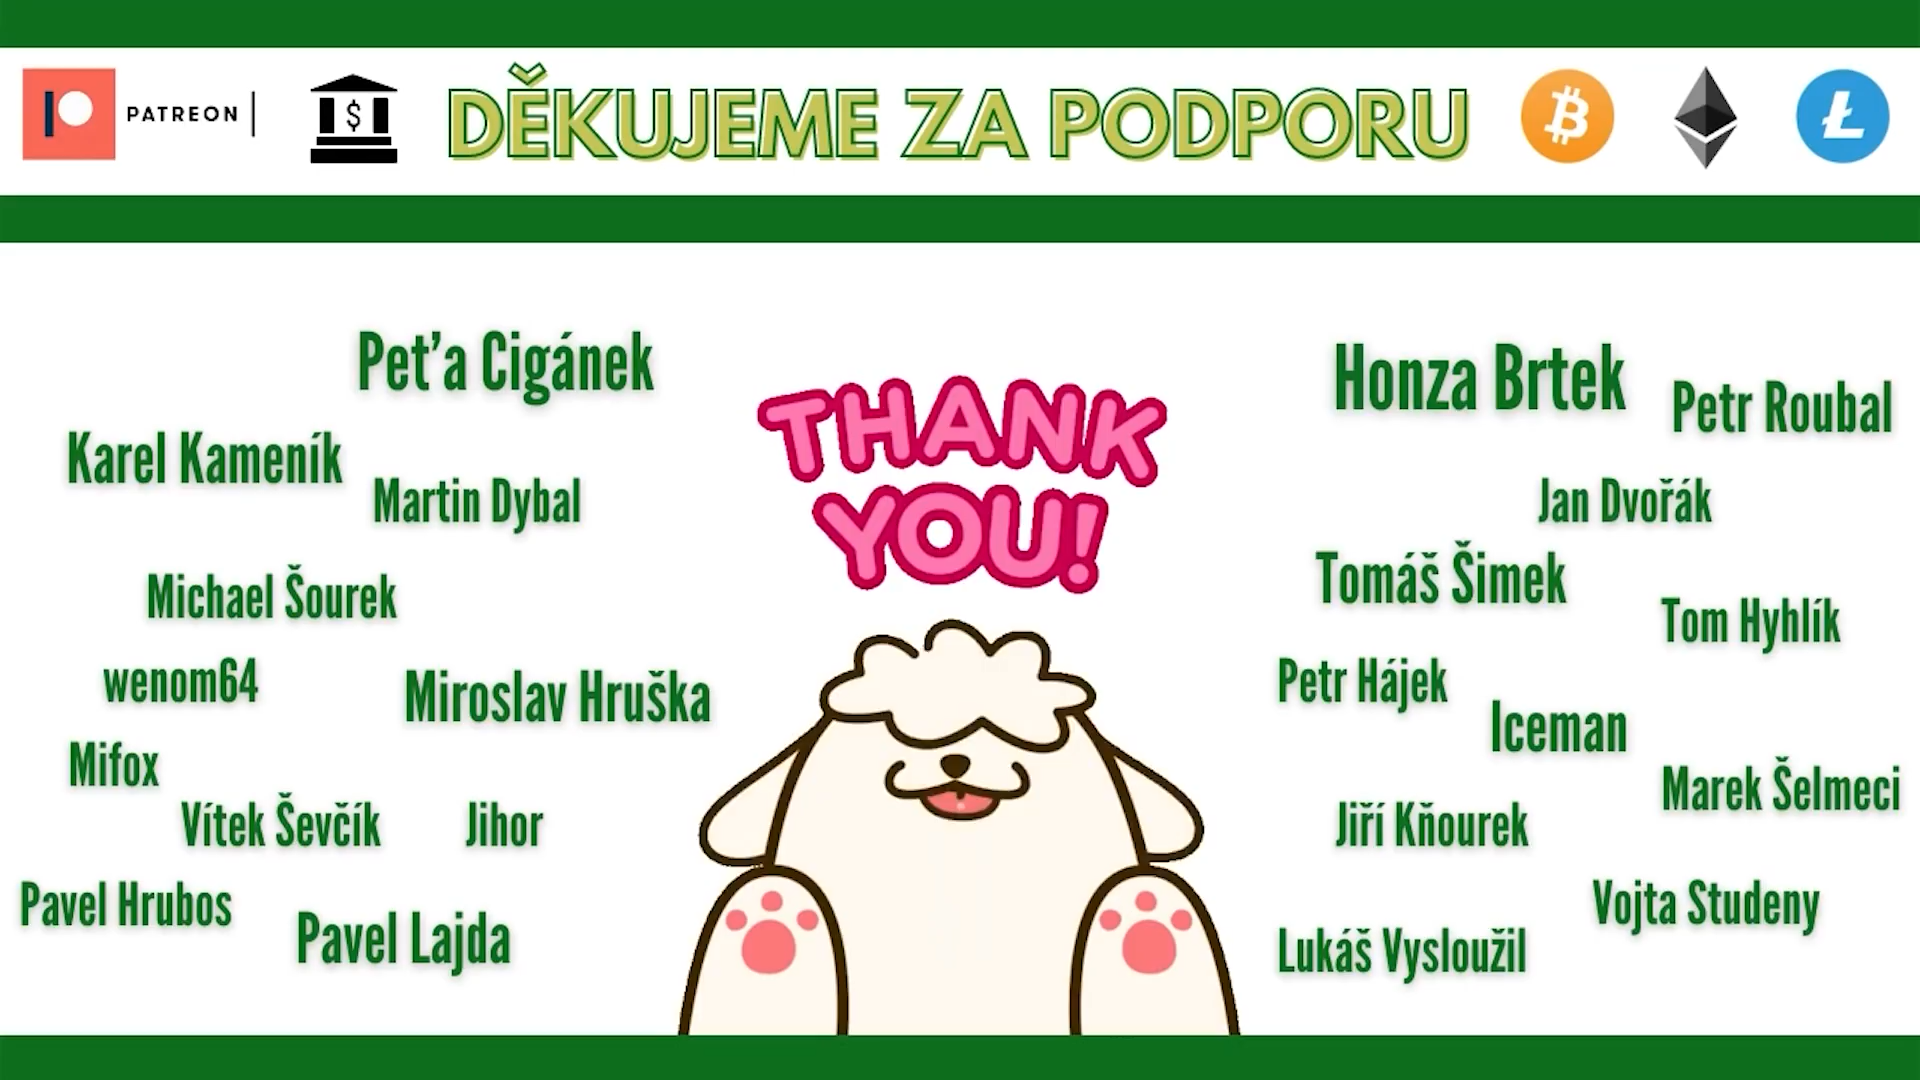 PATREON
$
DĚKUJEME ZA PODPORU
Peťa Cigánek
Karel Kameník
Martin Dybal
Michael Šourek
wenom64
Miroslav Hruška
Mifox
Vítek Ševčík
Jihor
Pavel Hrubos
Pavel Lajda
THANK
YOU!
Honza Brtek
Petr Roubal
Jan Dvořák
Tomáš Šimek
Tom Hyhlík
Petr Hájek
Iceman
Marek Šelmeci
Jiří Kňourek
Vojta Studeny
Lukáš Vysloužil